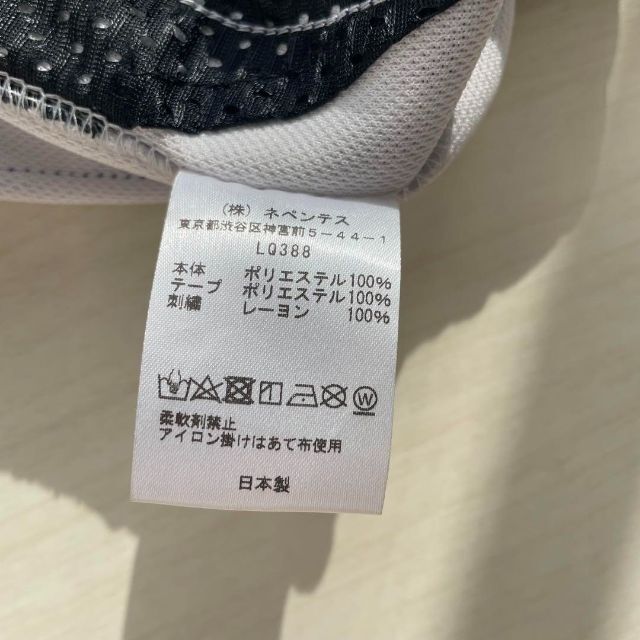 (株) ネペンテス
東京都渋谷区神宮前5-44-1
LQ388
本体 ポリエステル100%
テープ ポリエステル100%
刺繍 レーヨン 100%
W
柔軟剤禁止
アイロン掛けはあて布使用
日本製